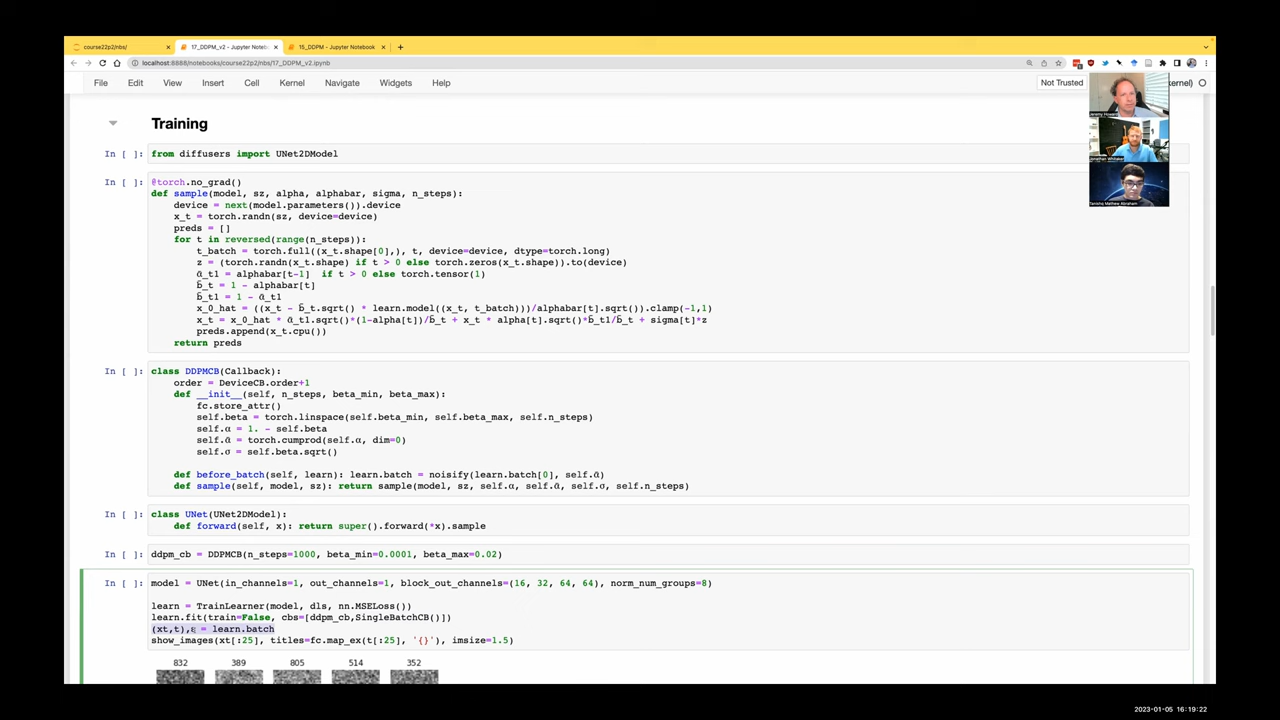 course22p2/nbs/
17_DDPM_v2 - Jupyter Notebook
15_DDPM - Jupyter Notebook
localhost:8888/notebooks/course22p2/nbs/17_DDPM_v2.ipynb
File Edit View Insert Cell Kernel Navigate Widgets Help
Not Trusted
kernel)
Jeremy Howard
Jonathan Whitaker
Tanishq Mathew Abraham
Training
In [ ]: from diffusers import UNet2DModel
In [ ]: @torch.no_grad()
def sample(model, sz, alpha, alphabar, sigma, n_steps):
device = next(model.parameters()).device
x_t = torch.randn(sz, device=device)
preds = []
for t in reversed(range(n_steps)):
t_batch = torch.full((x_t.shape[0],), t, device=device, dtype=torch.long)
z = (torch.randn(x_t.shape) if t > 0 else torch.zeros(x_t.shape)).to(device)
ᾱ_t1 = alphabar[t-1]  if t > 0 else torch.tensor(1)
b̄_t = 1 - alphabar[t]
b̄_t1 = 1 - ᾱ_t1
x_0_hat = ((x_t - b̄_t.sqrt() * learn.model((x_t, t_batch)))/alphabar[t].sqrt()).clamp(-1,1)
x_t = x_0_hat * ᾱ_t1.sqrt()*(1-alpha[t])/b̄_t + x_t * alpha[t].sqrt()*b̄_t1/b̄_t + sigma[t]*z
preds.append(x_t.cpu())
return preds
In [ ]: class DDPMCB(Callback):
order = DeviceCB.order+1
def __init__(self, n_steps, beta_min, beta_max):
fc.store_attr()
self.beta = torch.linspace(self.beta_min, self.beta_max, self.n_steps)
self.α = 1. - self.beta
self.ᾱ = torch.cumprod(self.α, dim=0)
self.σ = self.beta.sqrt()
def before_batch(self, learn): learn.batch = noisify(learn.batch[0], self.ᾱ)
def sample(self, model, sz): return sample(model, sz, self.α, self.ᾱ, self.σ, self.n_steps)
In [ ]: class UNet(UNet2DModel):
def forward(self, x): return super().forward(*x).sample
In [ ]: ddpm_cb = DDPMCB(n_steps=1000, beta_min=0.0001, beta_max=0.02)
In [ ]: model = UNet(in_channels=1, out_channels=1, block_out_channels=(16, 32, 64, 64), norm_num_groups=8)
learn = TrainLearner(model, dls, nn.MSELoss())
learn.fit(train=False, cbs=[ddpm_cb,SingleBatchCB()])
(xt,t),ε = learn.batch
show_images(xt[:25], titles=fc.map_ex(t[:25], '{}'), imsize=1.5)
832 389 805 514 352
2023-01-05 16:19:22